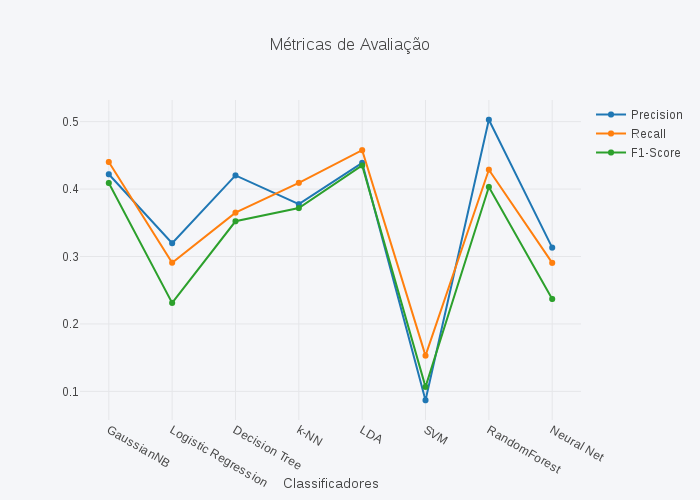 Métricas de Avaliação
Precision
Recall
F1-Score
0.5
0.4
0.3
0.2
0.1
GaussianNB
Logistic Regression
Decision Tree
k-NN
LDA
SVM
RandomForest
Neural Net
Classificadores